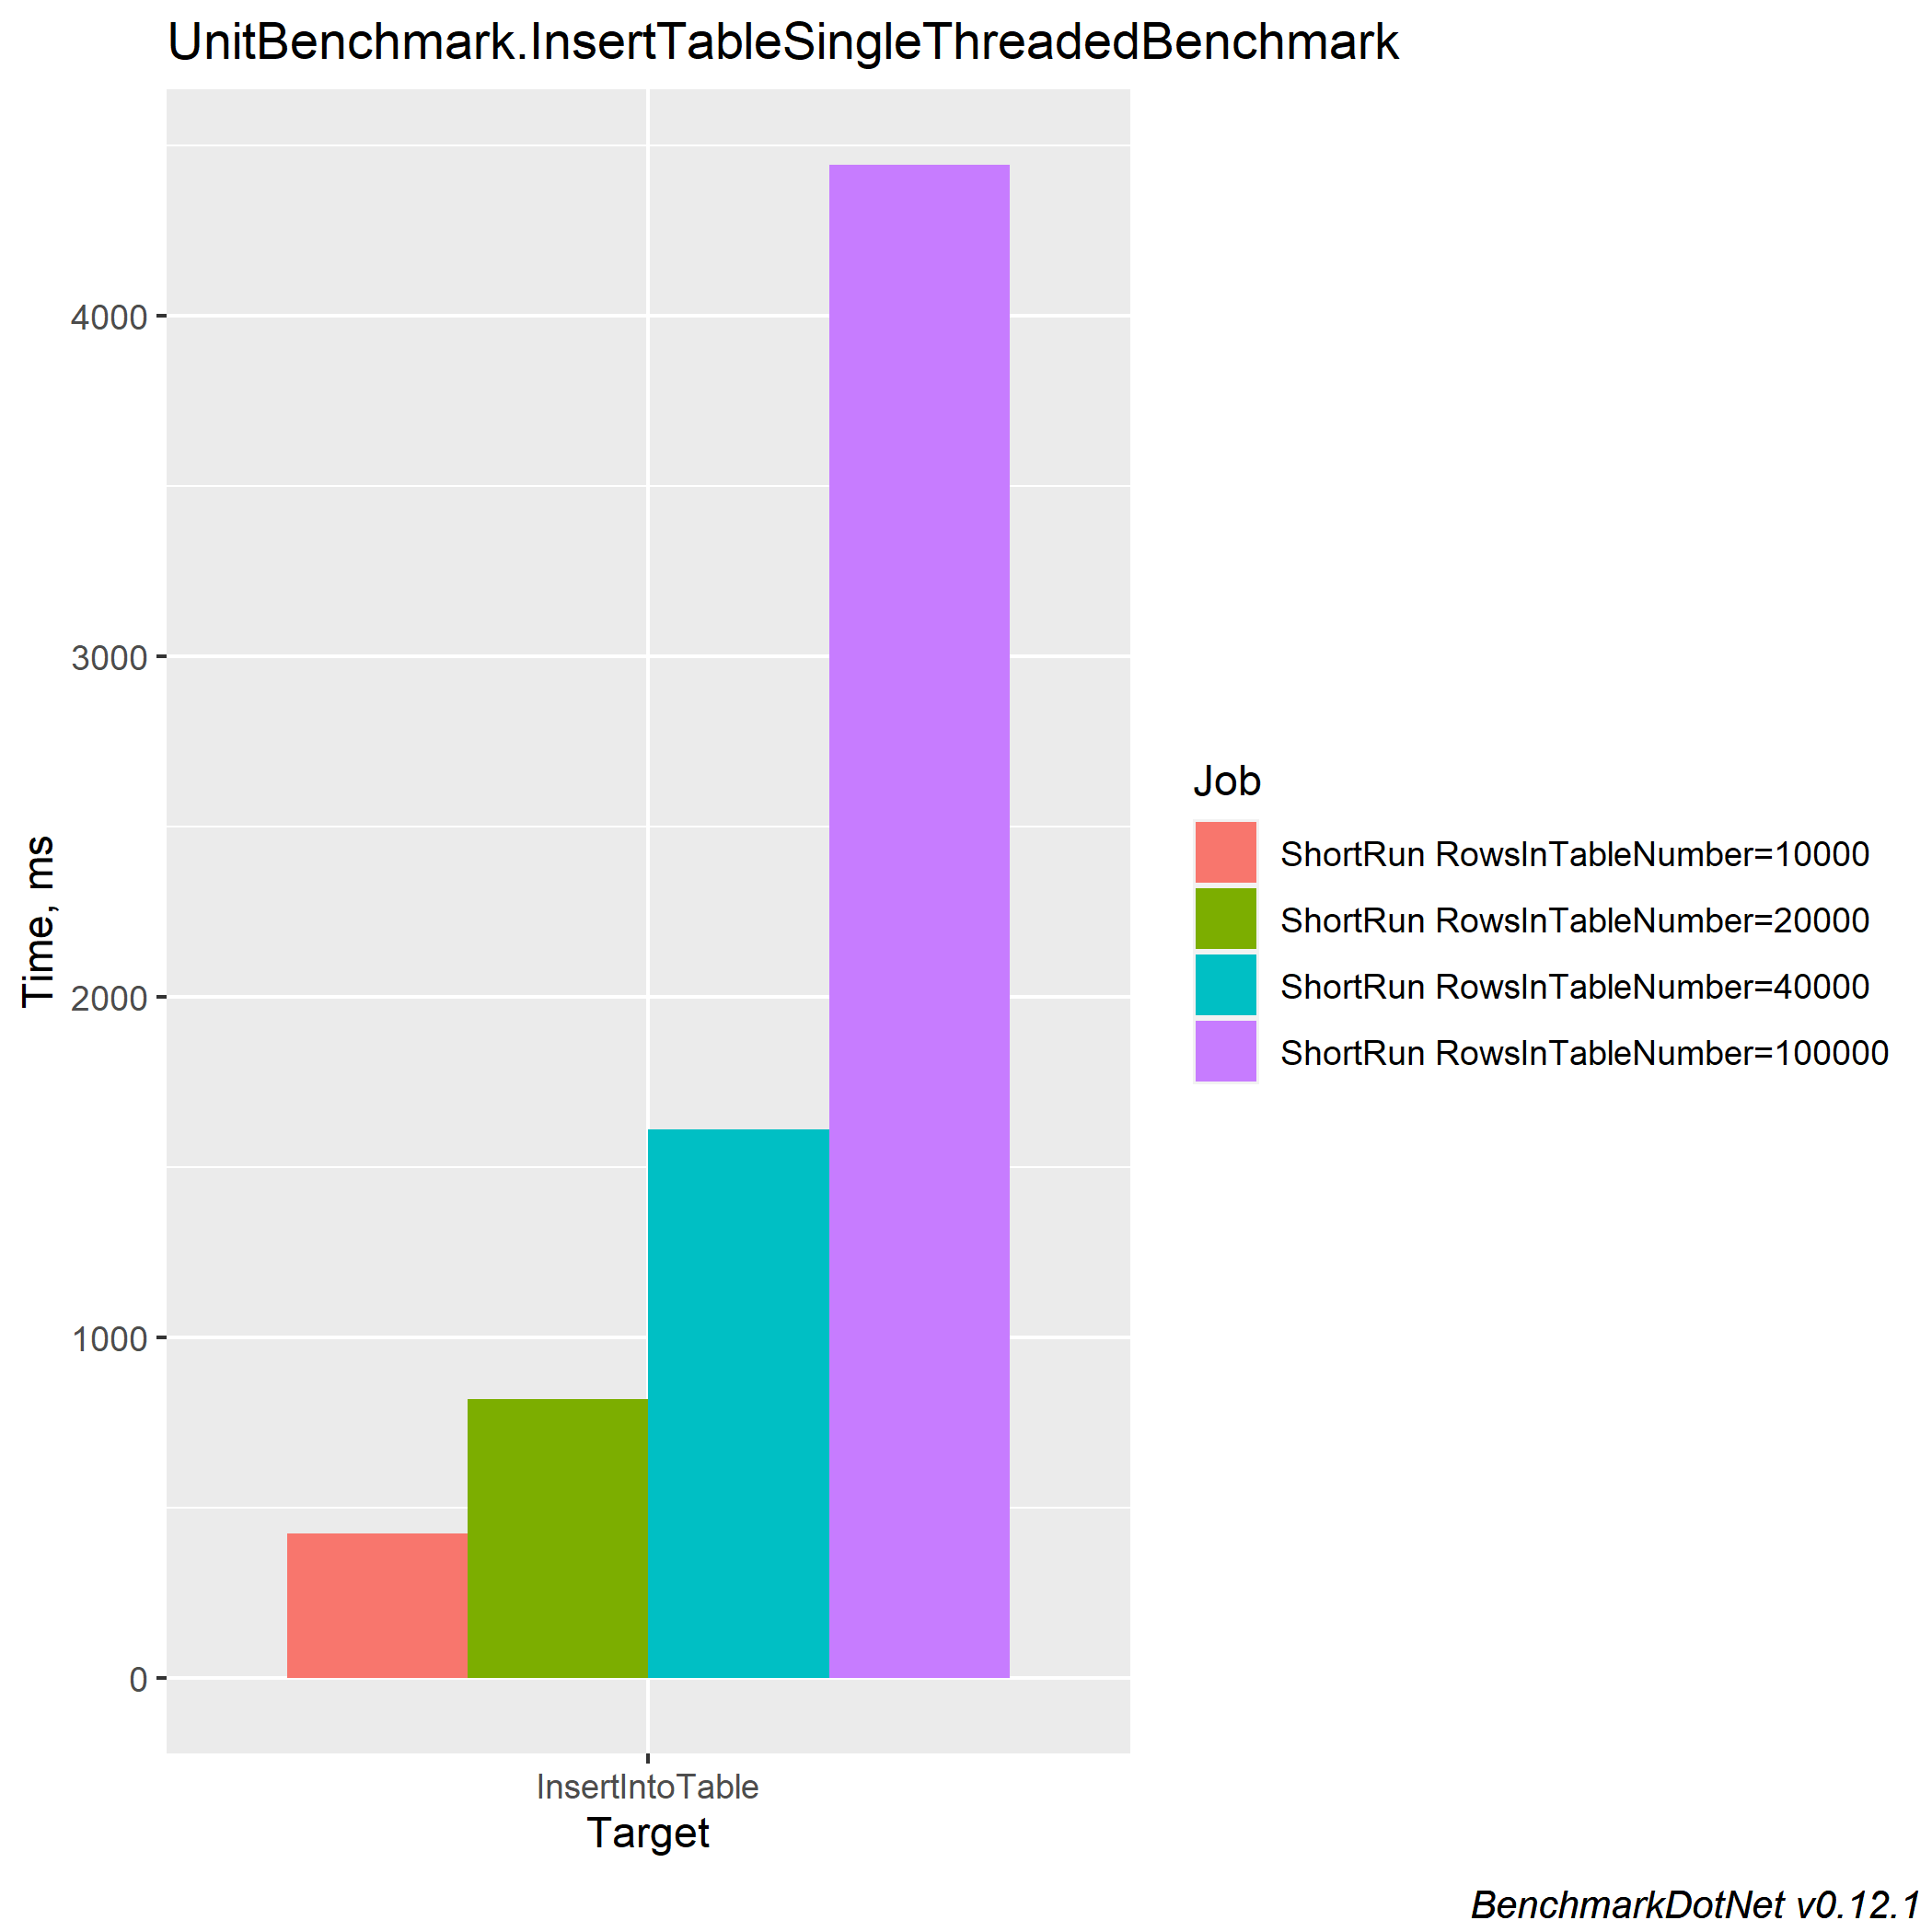 UnitBenchmark.InsertTableSingleThreadedBenchmark
Time, ms
4000
3000
2000
1000
0
InsertIntoTable
Target
Job
ShortRun RowsInTableNumber=10000
ShortRun RowsInTableNumber=20000
ShortRun RowsInTableNumber=40000
ShortRun RowsInTableNumber=100000
BenchmarkDotNet v0.12.1